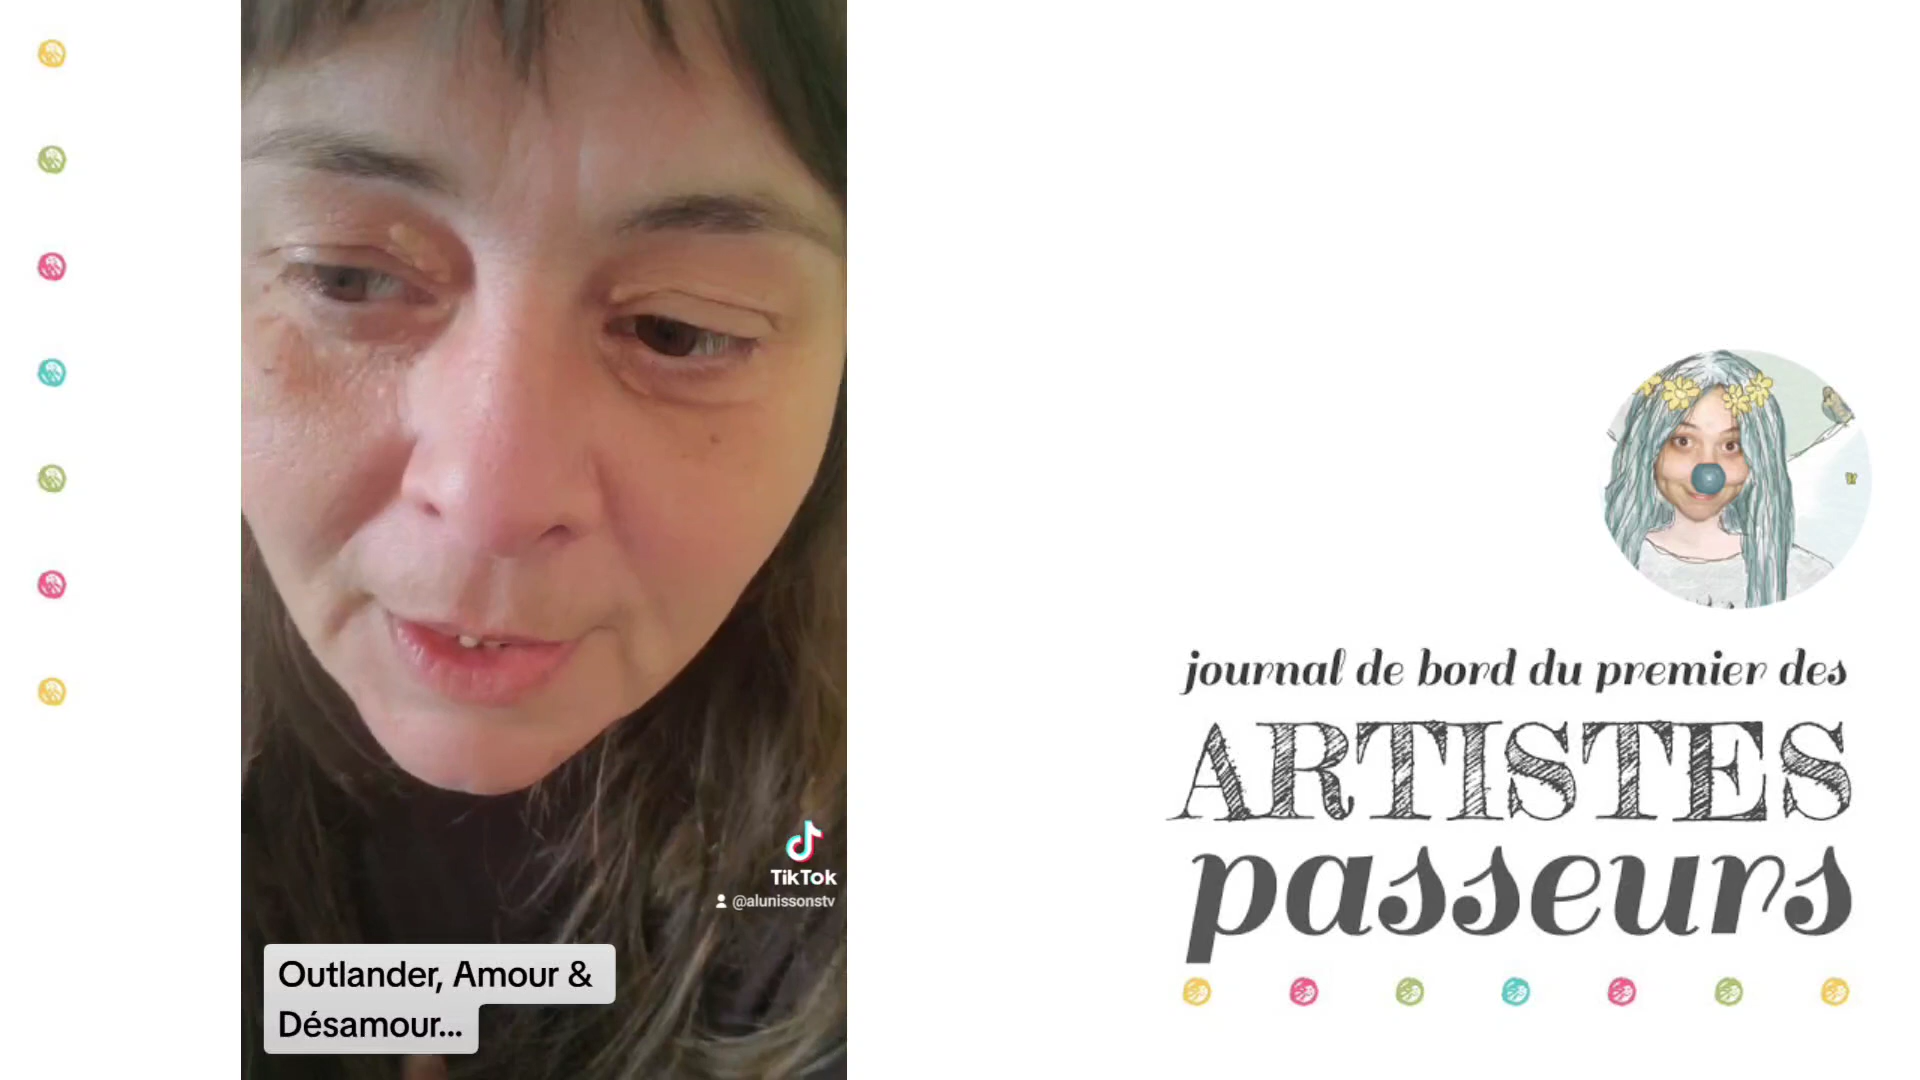 TikTok
@alunissonstv
Outlander, Amour &
Désamour...
journal de bord du premier des
ARTISTES
passeurs